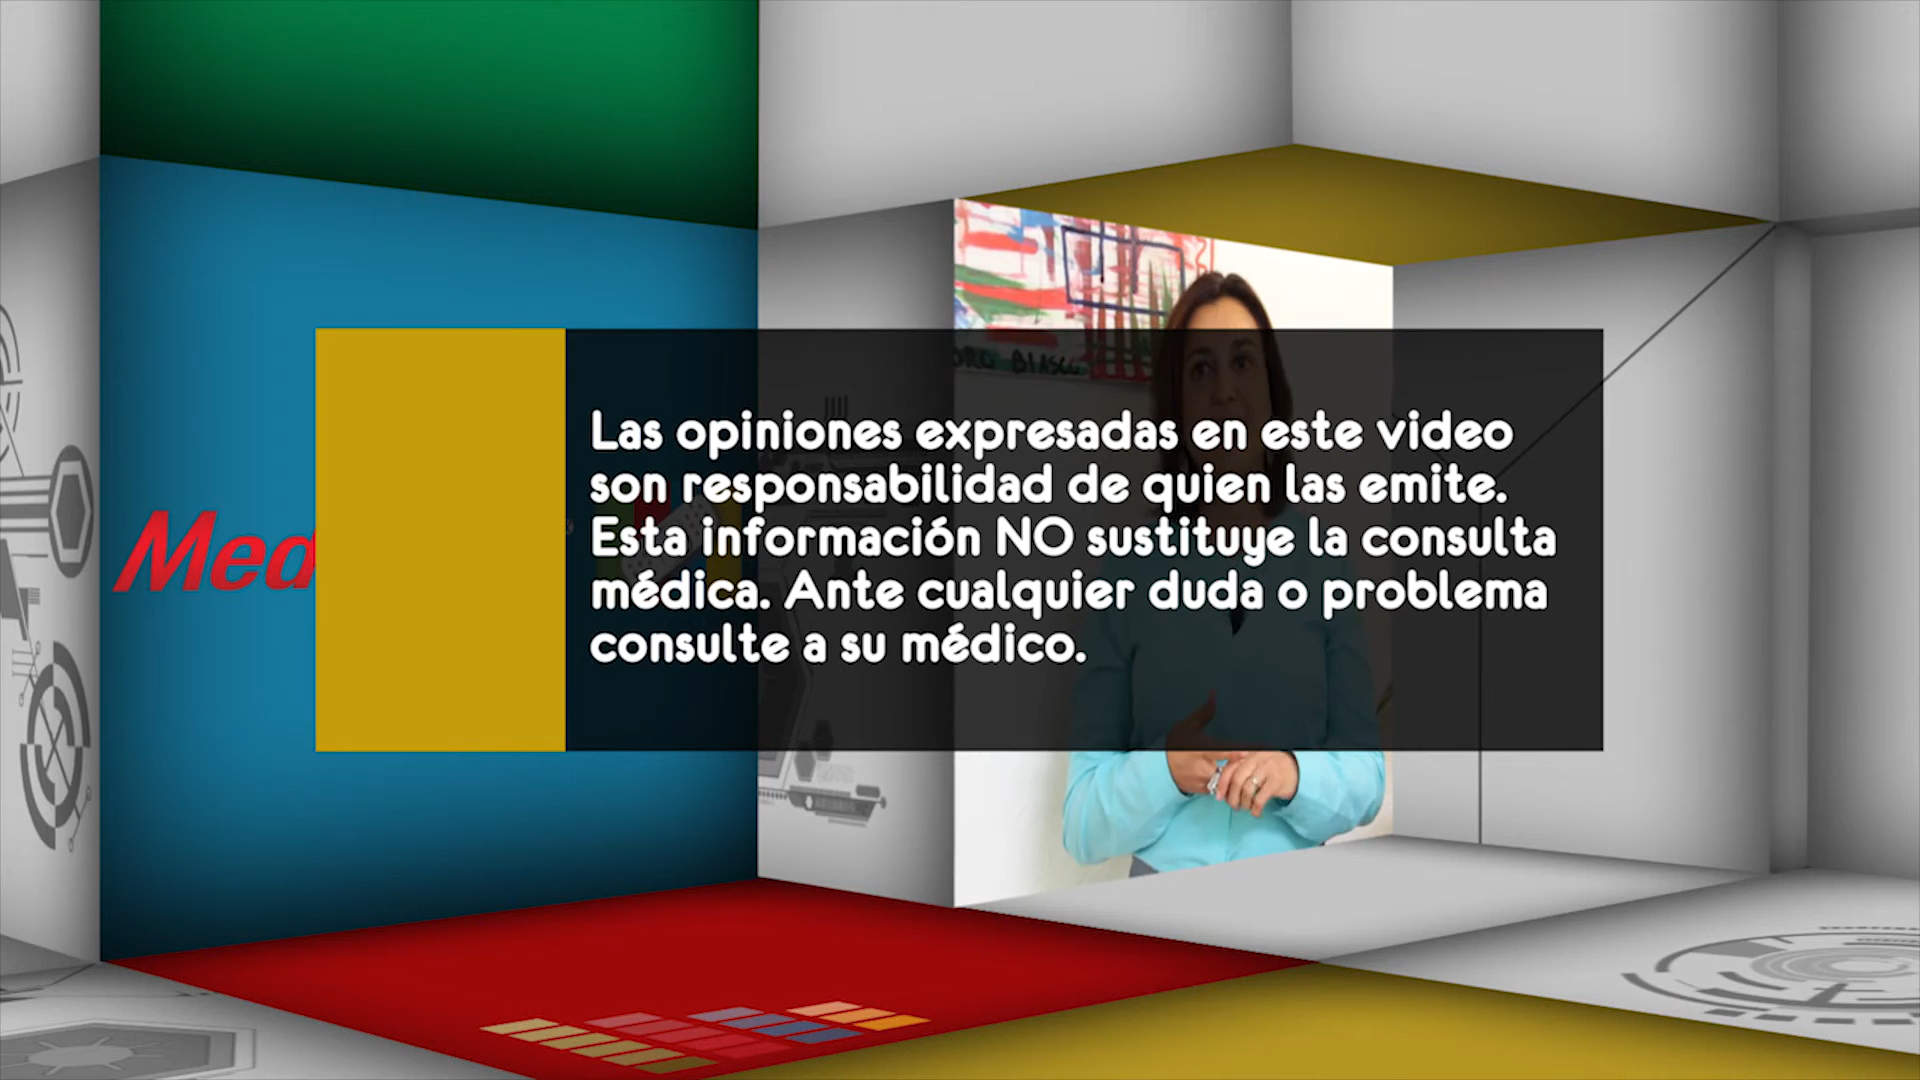 Las opiniones expresadas en este video
son responsabilidad de quien las emite.
Esta información NO sustituye la consulta
médica. Ante cualquier duda o problema
consulte a su médico.
Med